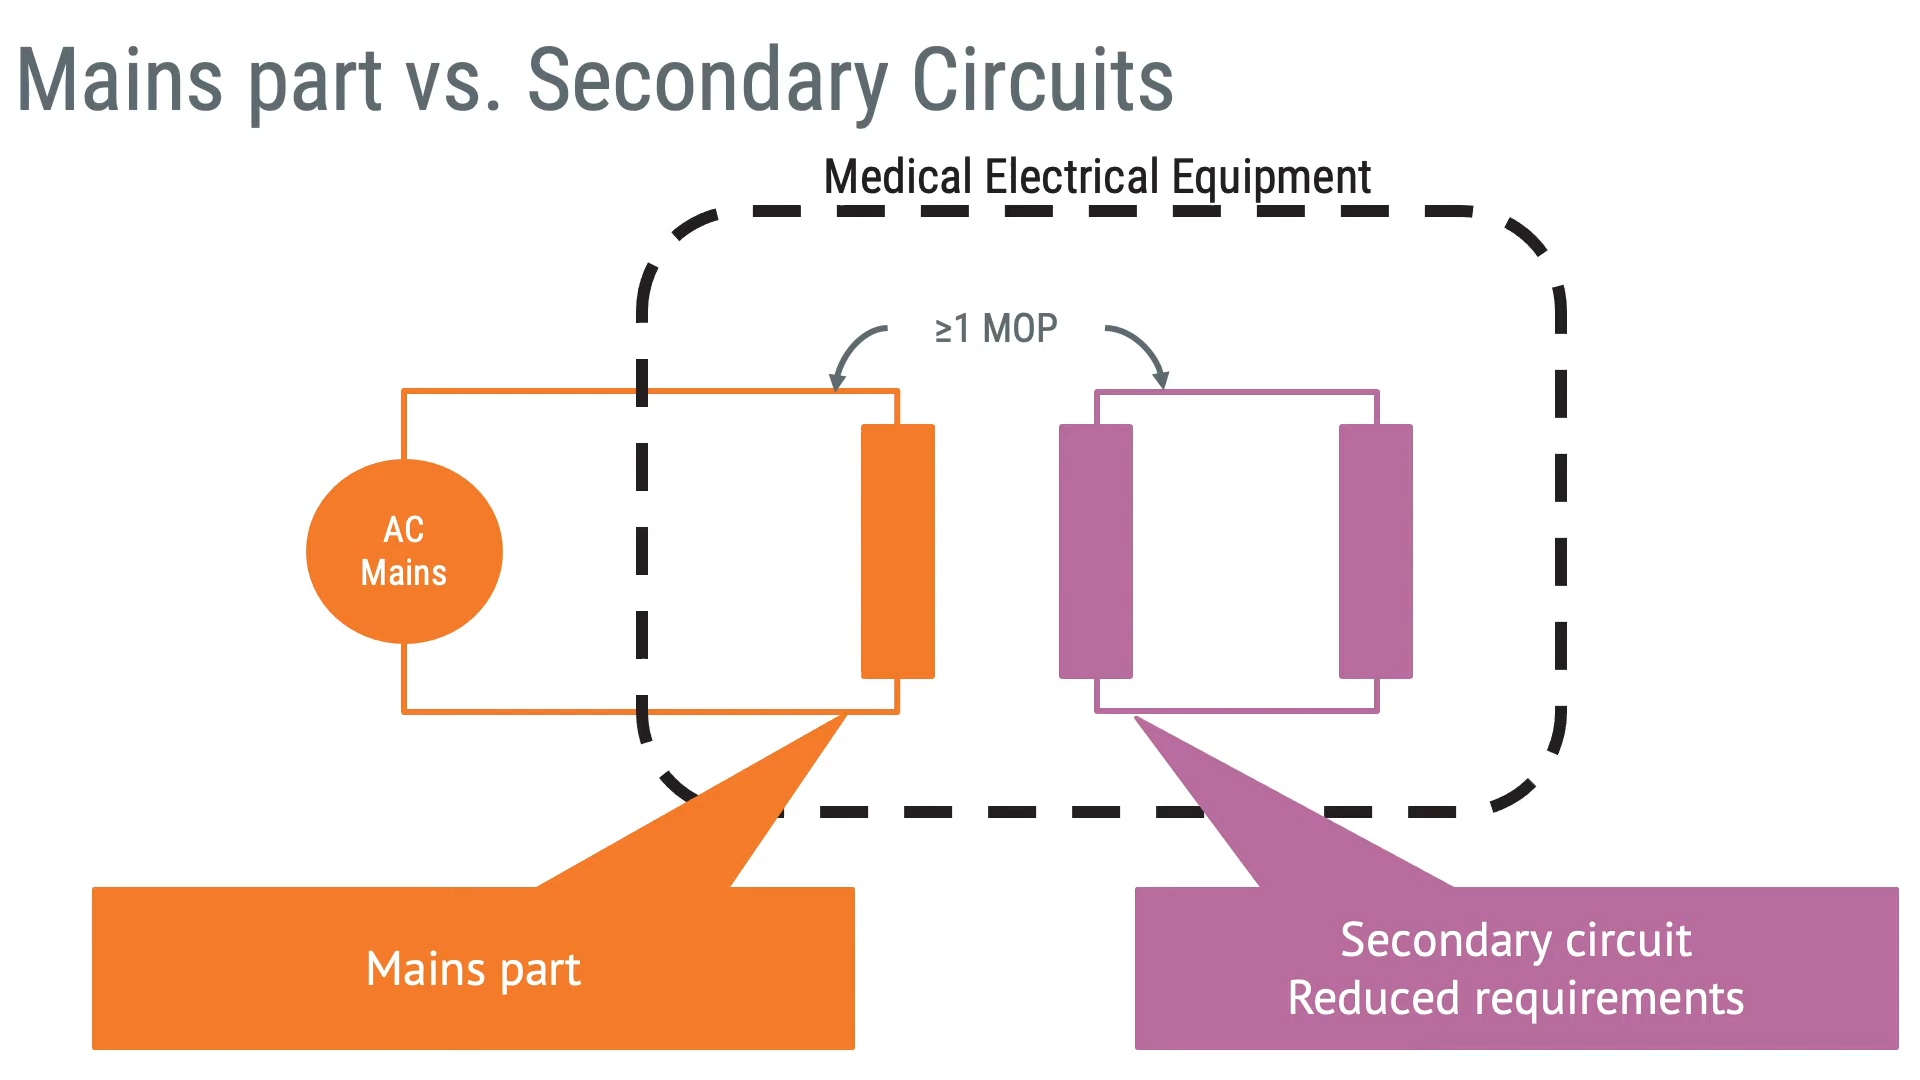 Mains part vs. Secondary Circuits
Medical Electrical Equipment
≥1 MOP
AC
Mains
Mains part
Secondary circuit
Reduced requirements